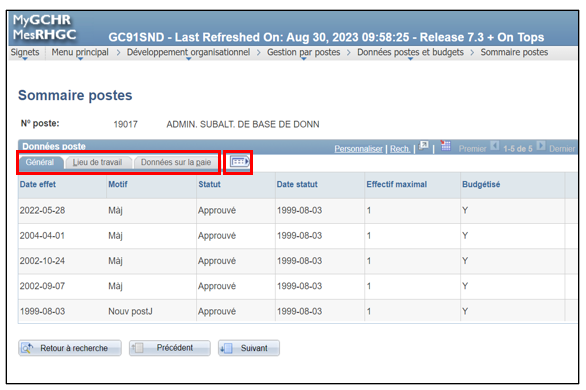 MyGCHR
MesRHGC
GC91SND - Last Refreshed On: Aug 30, 2023 09:58:25 - Release 7.3 + On Tops
Signets Menu principal > Développement organisationnel > Gestion par postes > Données postes et budgets > Sommaire postes
Sommaire postes
Nº poste: 19017 ADMIN. SUBALT. DE BASE DE DONN
Données poste Personnaliser | Rech. | | Premier 1-5 de 5 Dernier
Général Lieu de travail Données sur la paie
Date effet Motif Statut Date statut Effectif maximal Budgétisé
2022-05-28 Màj Approuvé 1999-08-03 1 Y
2004-04-01 Màj Approuvé 1999-08-03 1 Y
2002-10-24 Màj Approuvé 1999-08-03 1 Y
2002-09-07 Màj Approuvé 1999-08-03 1 Y
1999-08-03 Nouv postJ Approuvé 1999-08-03 1 Y
Retour à recherche Précédent Suivant